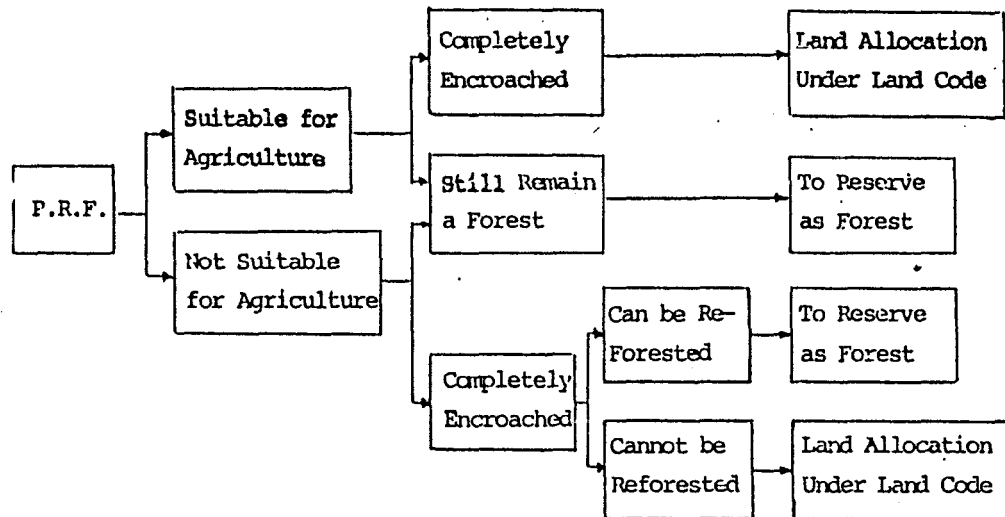 P.R.F.
Suitable for
Agriculture
Not Suitable
for Agriculture
Completely
Encroached
Still Remain
a Forest
Completely
Encroached
Can be Re-
Forested
Cannot be
Reforested
Land Allocation
Under Land Code
To Reserve
as Forest
To Reserve
as Forest
Land Allocation
Under Land Code